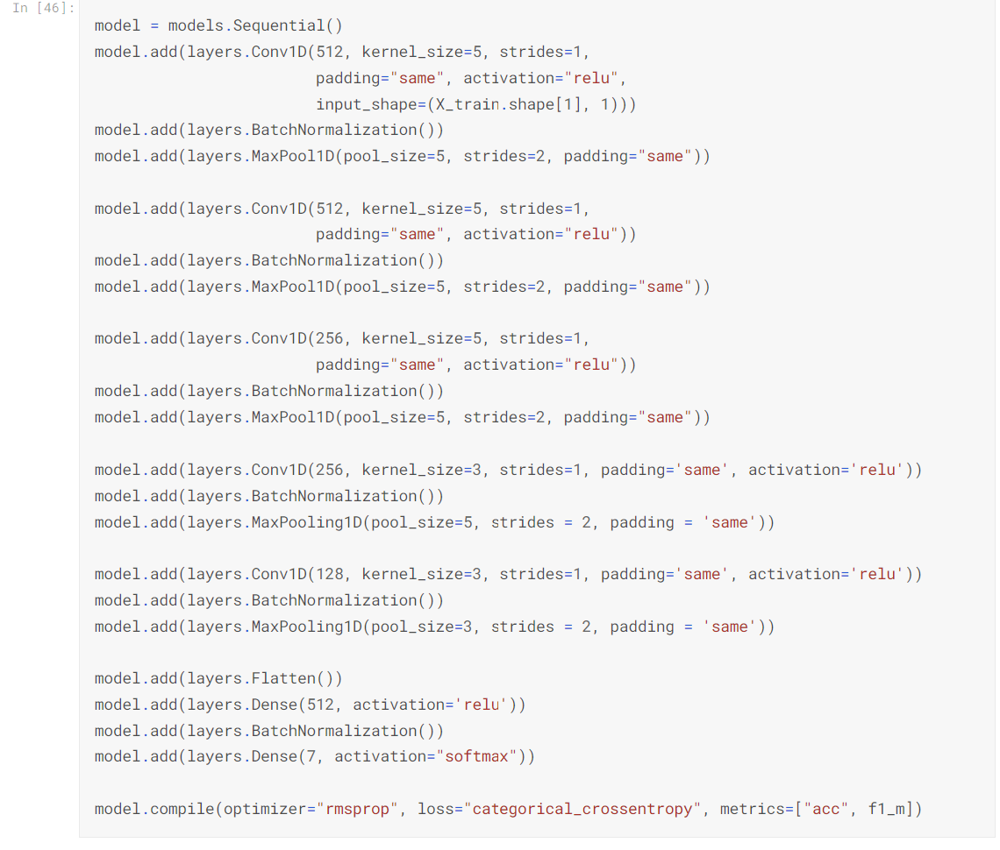 In [46]:
model = models.Sequential()
model.add(layers.Conv1D(512, kernel_size=5, strides=1,
                        padding="same", activation="relu",
                        input_shape=(X_train.shape[1], 1)))
model.add(layers.BatchNormalization())
model.add(layers.MaxPool1D(pool_size=5, strides=2, padding="same"))

model.add(layers.Conv1D(512, kernel_size=5, strides=1,
                        padding="same", activation="relu"))
model.add(layers.BatchNormalization())
model.add(layers.MaxPool1D(pool_size=5, strides=2, padding="same"))

model.add(layers.Conv1D(256, kernel_size=5, strides=1,
                        padding="same", activation="relu"))
model.add(layers.BatchNormalization())
model.add(layers.MaxPool1D(pool_size=5, strides=2, padding="same"))

model.add(layers.Conv1D(256, kernel_size=3, strides=1, padding='same', activation='relu'))
model.add(layers.BatchNormalization())
model.add(layers.MaxPooling1D(pool_size=5, strides = 2, padding = 'same'))

model.add(layers.Conv1D(128, kernel_size=3, strides=1, padding='same', activation='relu'))
model.add(layers.BatchNormalization())
model.add(layers.MaxPooling1D(pool_size=3, strides = 2, padding = 'same'))

model.add(layers.Flatten())
model.add(layers.Dense(512, activation='relu'))
model.add(layers.BatchNormalization())
model.add(layers.Dense(7, activation="softmax"))

model.compile(optimizer="rmsprop", loss="categorical_crossentropy", metrics=["acc", f1_m])